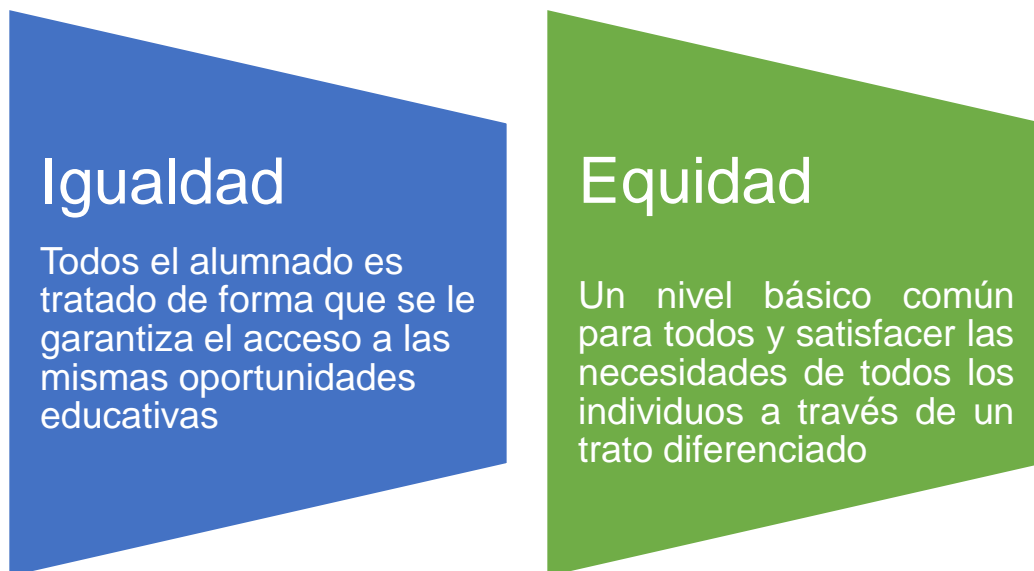 Igualdad
Todos el alumnado es
tratado de forma que se le
garantiza el acceso a las
mismas oportunidades
educativas
Equidad
Un nivel básico común
para todos y satisfacer las
necesidades de todos los
individuos a través de un
trato diferenciado